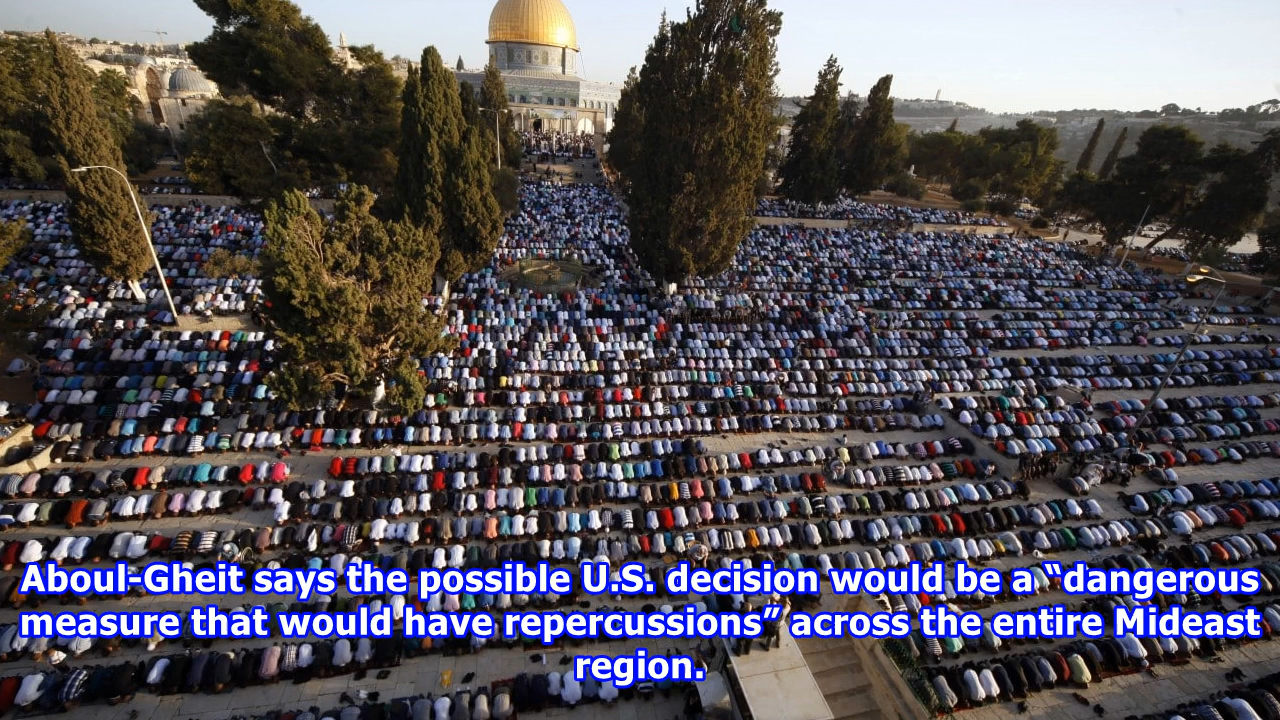 Aboul-Gheit says the possible U.S. decision would be a “dangerous
measure that would have repercussions” across the entire Mideast
region.